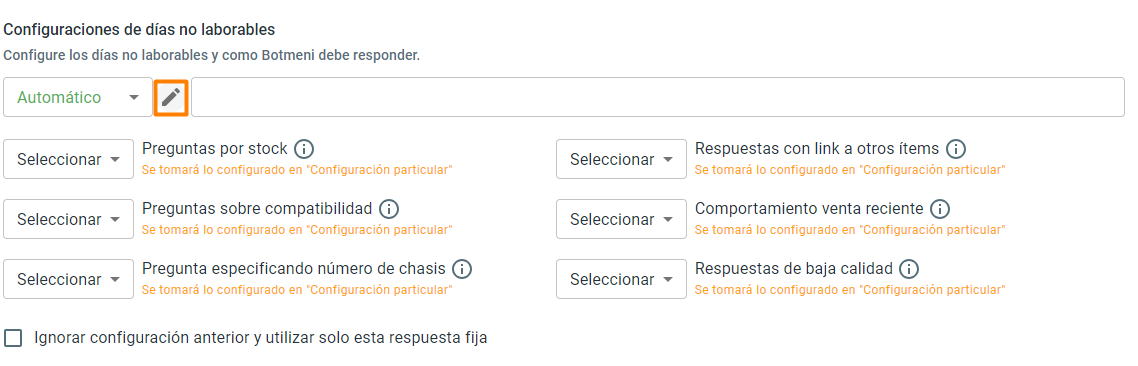 Configuraciones de días no laborables
Configure los días no laborables y como Botmeni debe responder.
Automático
Seleccionar
Preguntas por stock
Se tomará lo configurado en "Configuración particular"
Seleccionar
Respuestas con link a otros ítems
Se tomará lo configurado en "Configuración particular"
Seleccionar
Preguntas sobre compatibilidad
Se tomará lo configurado en "Configuración particular"
Seleccionar
Comportamiento venta reciente
Se tomará lo configurado en "Configuración particular"
Seleccionar
Pregunta especificando número de chasis
Se tomará lo configurado en "Configuración particular"
Seleccionar
Respuestas de baja calidad
Se tomará lo configurado en "Configuración particular"
Ignorar configuración anterior y utilizar solo esta respuesta fija